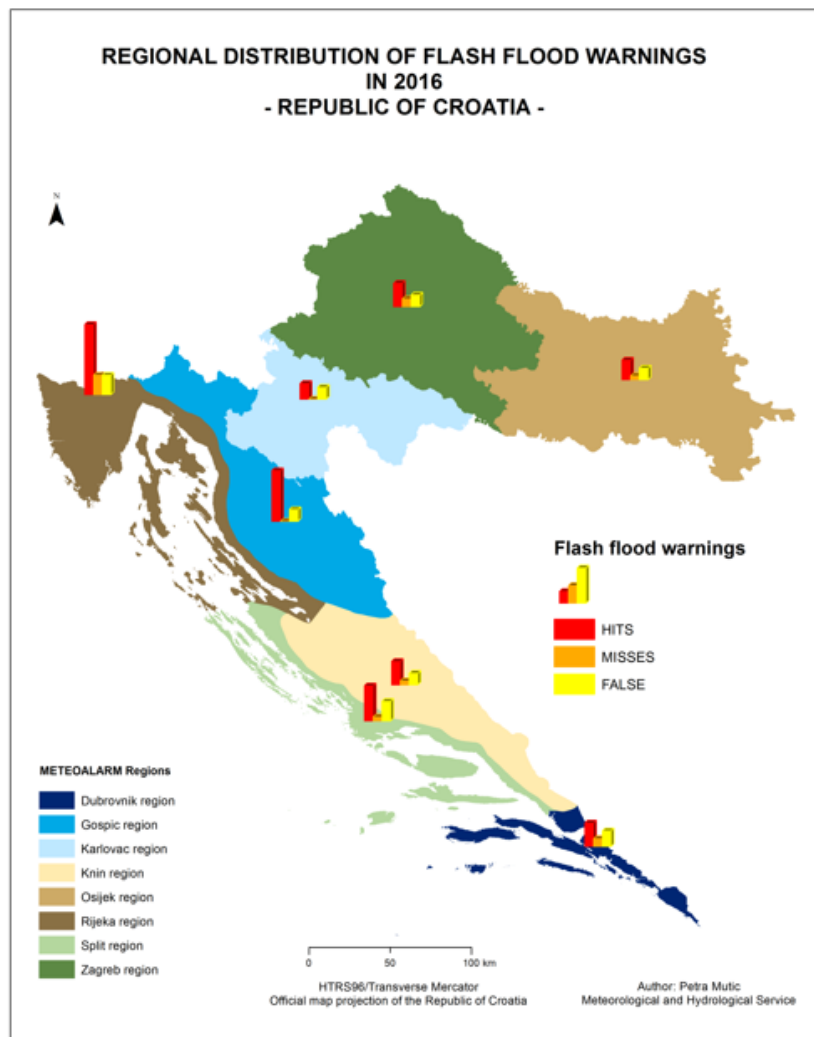 REGIONAL DISTRIBUTION OF FLASH FLOOD WARNINGS
IN 2016
- REPUBLIC OF CROATIA -
N
Flash flood warnings
HITS
MISSES
FALSE
METEOALARM Regions
Dubrovnik region
Gospic region
Karlovac region
Knin region
Osijek region
Rijeka region
Split region
Zagreb region
0 50 100 km
HTRS96/Transverse Mercator
Official map projection of the Republic of Croatia
Author: Petra Mutic
Meteorological and Hydrological Service